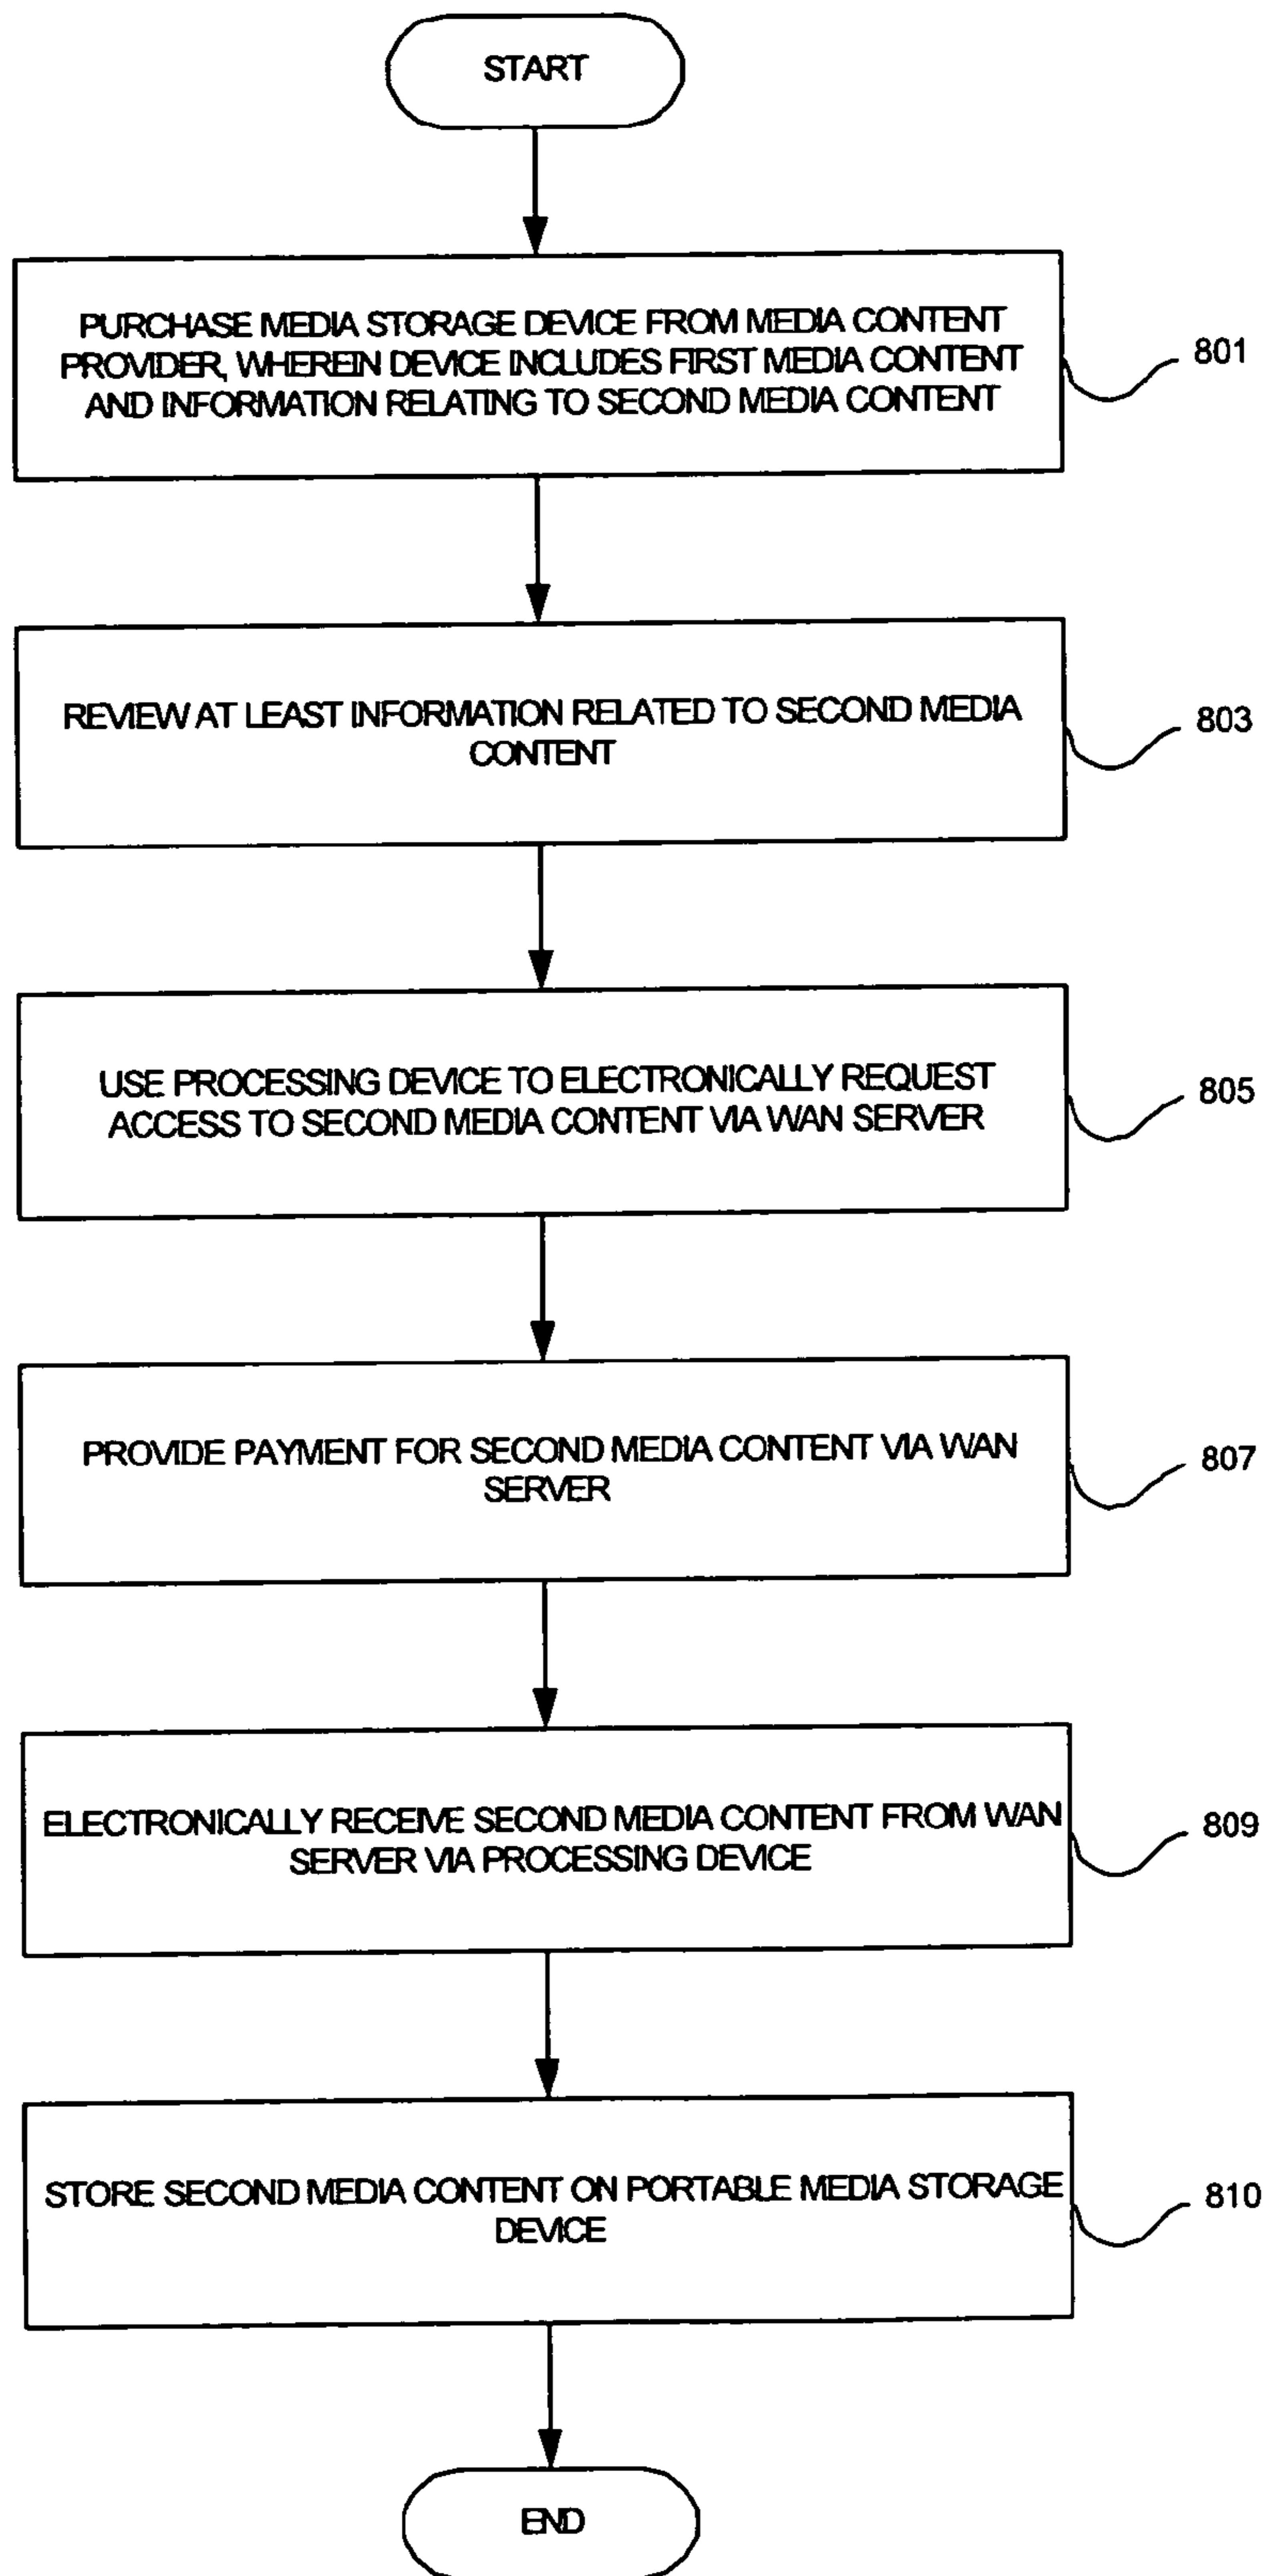 START
PURCHASE MEDIA STORAGE DEVICE FROM MEDIA CONTENT
PROVIDER, WHEREIN DEVICE INCLUDES FIRST MEDIA CONTENT
AND INFORMATION RELATING TO SECOND MEDIA CONTENT
801
REVIEW AT LEAST INFORMATION RELATED TO SECOND MEDIA
CONTENT
803
USE PROCESSING DEVICE TO ELECTRONICALLY REQUEST
ACCESS TO SECOND MEDIA CONTENT VIA WAN SERVER
805
PROVIDE PAYMENT FOR SECOND MEDIA CONTENT VIA WAN
SERVER
807
ELECTRONICALLY RECEIVE SECOND MEDIA CONTENT FROM WAN
SERVER VIA PROCESSING DEVICE
809
STORE SECOND MEDIA CONTENT ON PORTABLE MEDIA STORAGE
DEVICE
810
END